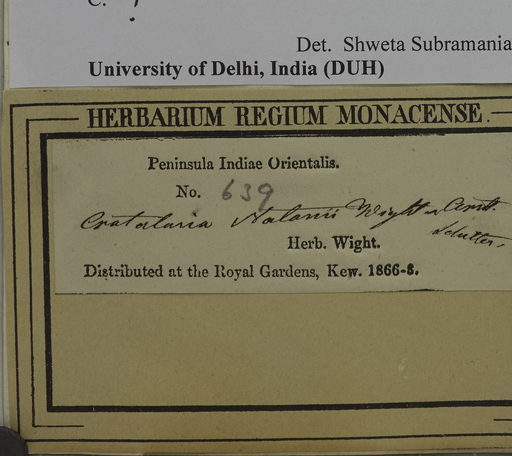 C.
Det. Shweta Subramania
University of Delhi, India (DUH)
HERBARIUM REGIUM MONACENSE.
Peninsula Indiae Orientalis.
No. 639
Crotalaria Notonii Wight & Arnt.
Herb. Wight.
Distributed at the Royal Gardens, Kew. 1866-8.